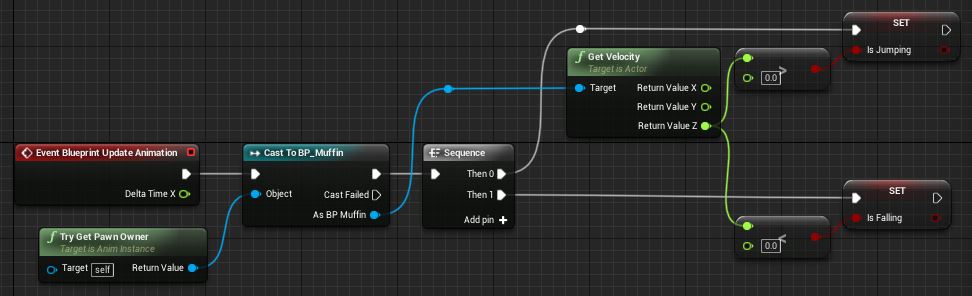 SET
Is Jumping
f Get Velocity
Target is Actor
Target
Return Value X
Return Value Y
Return Value Z
0.0 >
Event Blueprint Update Animation
Delta Time X
Cast To BP_Muffin
Object
Cast Failed
As BP Muffin
Sequence
Then 0
Then 1
Add pin +
SET
Is Falling
0.0 <
f Try Get Pawn Owner
Target is Anim Instance
Target self
Return Value